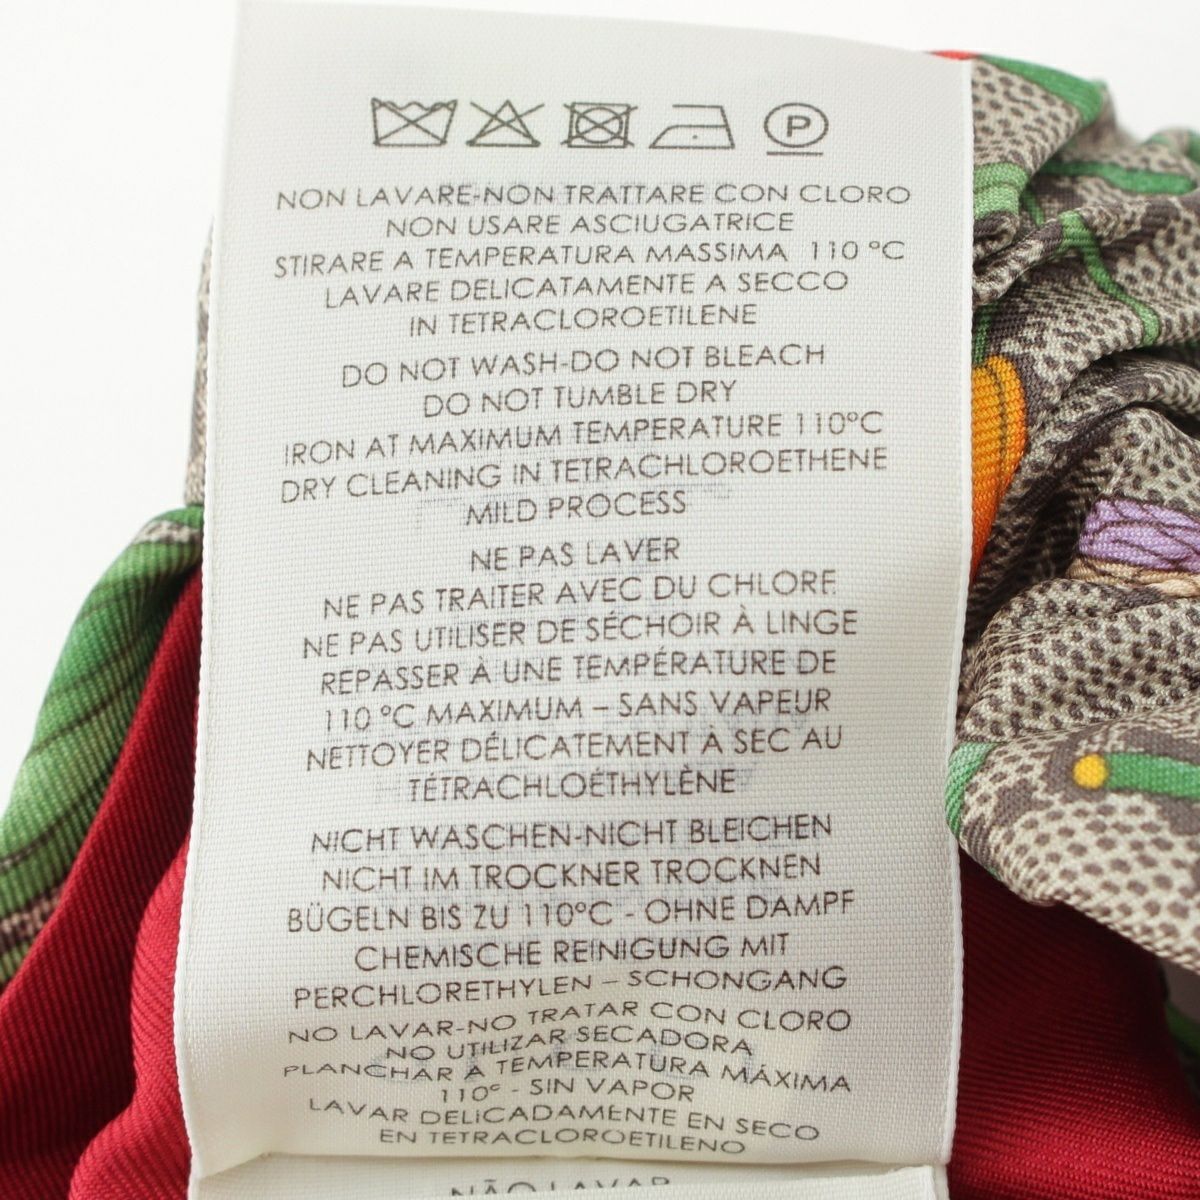 P
NON LAVARE-NON TRATTARE CON CLORO
NON USARE ASCIUGATRICE
STIRARE A TEMPERATURA MASSIMA 110 °C
LAVARE DELICATAMENTE A SECCO
IN TETRACLOROETILENE
DO NOT WASH-DO NOT BLEACH
DO NOT TUMBLE DRY
IRON AT MAXIMUM TEMPERATURE 110°C
DRY CLEANING IN TETRACHLOROETHENE
MILD PROCESS
NE PAS LAVER
NE PAS TRAITER AVEC DU CHLORE
NE PAS UTILISER DE SÉCHOIR À LINGE
REPASSER À UNE TEMPÉRATURE DE
110 °C MAXIMUM – SANS VAPEUR
NETTOYER DÉLICATEMENT À SEC AU
TÉTRACHLOÉTHYLÈNE
NICHT WASCHEN-NICHT BLEICHEN
NICHT IM TROCKNER TROCKNEN
BÜGELN BIS ZU 110°C - OHNE DAMPF
CHEMISCHE REINIGUNG MIT
PERCHLORETHYLEN – SCHONGANG
NO LAVAR-NO TRATAR CON CLORO
NO UTILIZAR SECADORA
PLANCHAR A TEMPERATURA MÁXIMA
110° - SIN VAPOR
LAVAR DELICADAMENTE EN SECO
EN TETRACLOROETILENO
NÃO LAVAR